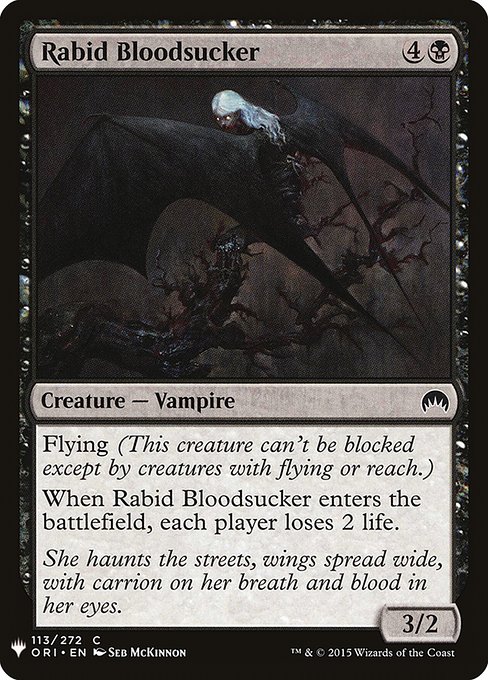 Rabid Bloodsucker 4
Creature — Vampire
Flying (This creature can't be blocked
except by creatures with flying or reach.)
When Rabid Bloodsucker enters the
battlefield, each player loses 2 life.
She haunts the streets, wings spread wide,
with carrion on her breath and blood in
her eyes.
3/2
113/272 C
ORI • EN Seb McKinnon
™ & © 2015 Wizards of the Coast